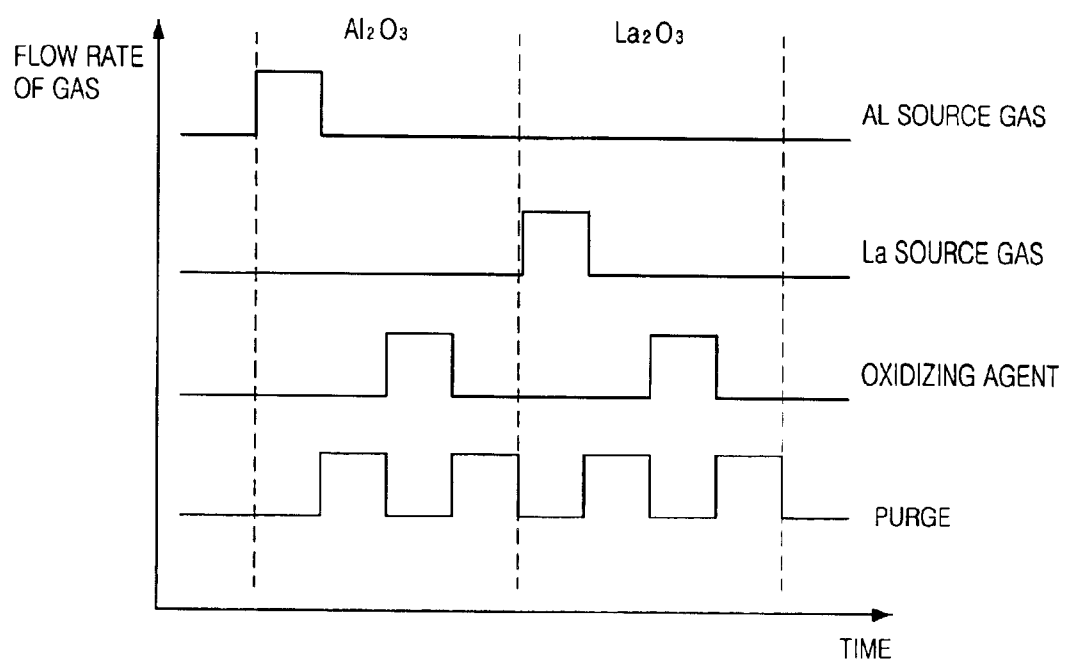 FLOW RATE
OF GAS
Al₂O₃
La₂O₃
AL SOURCE GAS
La SOURCE GAS
OXIDIZING AGENT
PURGE
TIME